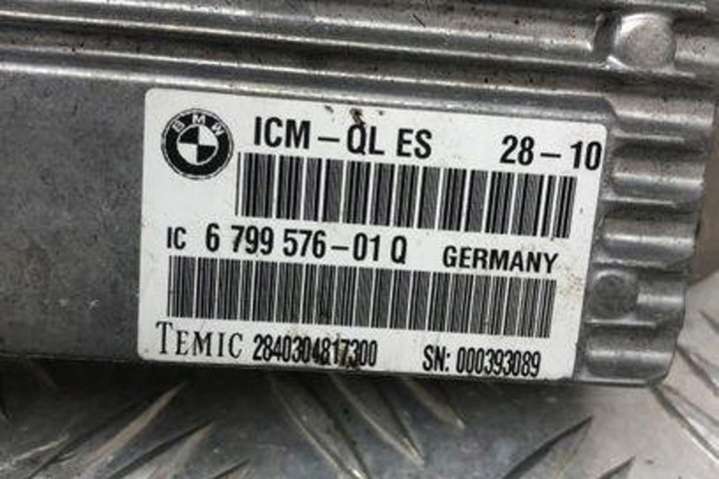 BMW
ICM-QL ES 28-10
IC 6 799 576-01 Q GERMANY
TEMIC 2840304817300 SN: 000393089